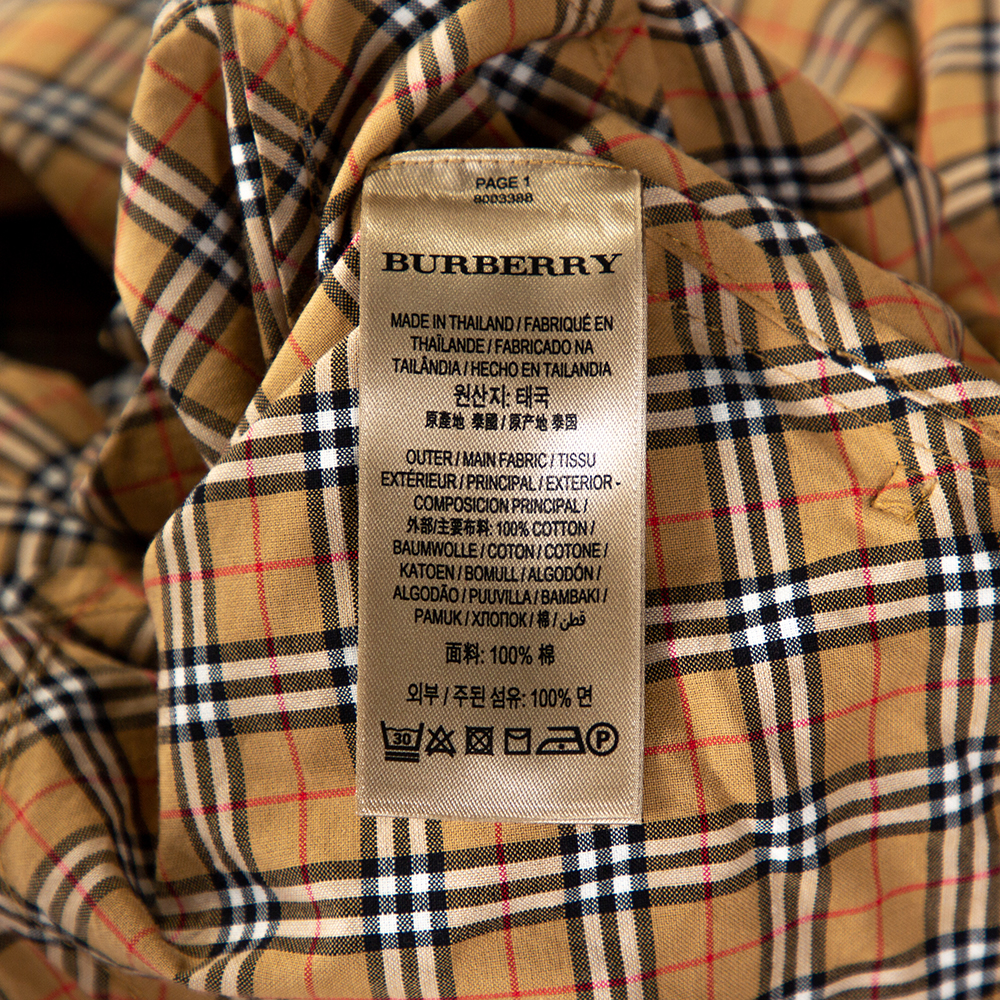 PAGE 1
8003388
BURBERRY
MADE IN THAILAND / FABRIQUÉ EN
THAÏLANDE / FABRICADO NA
TAILÂNDIA / HECHO EN TAILANDIA
원산지: 태국
原産地 泰國 / 原产地 泰国
OUTER / MAIN FABRIC / TISSU
EXTÉRIEUR / PRINCIPAL / EXTERIOR -
COMPOSICION PRINCIPAL /
外部/主要布料: 100% COTTON /
BAUMWOLLE / COTON / COTONE /
KATOEN / BOMULL / ALGODÓN /
ALGODÃO / PUUVILLA / BAMBAKI /
PAMUK / ХЛОПОК / 棉 / قطن
面料: 100% 棉
외부 / 주된 섬유: 100% 면
30 P